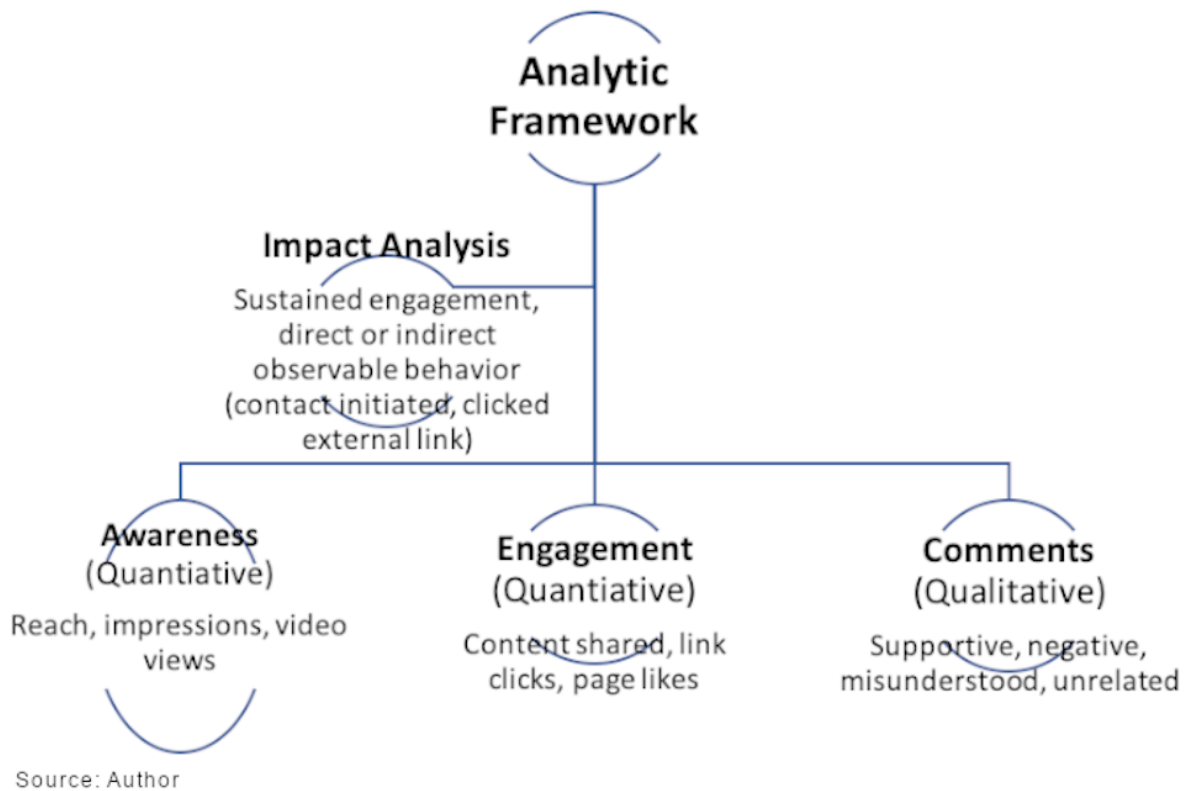 Analytic
Framework
Impact Analysis
Sustained engagement,
direct or indirect
observable behavior
(contact initiated, clicked
external link)
Awareness
(Quantiative)
Reach, impressions, video
views
Engagement
(Quantiative)
Content shared, link
clicks, page likes
Comments
(Qualitative)
Supportive, negative,
misunderstood, unrelated
Source: Author